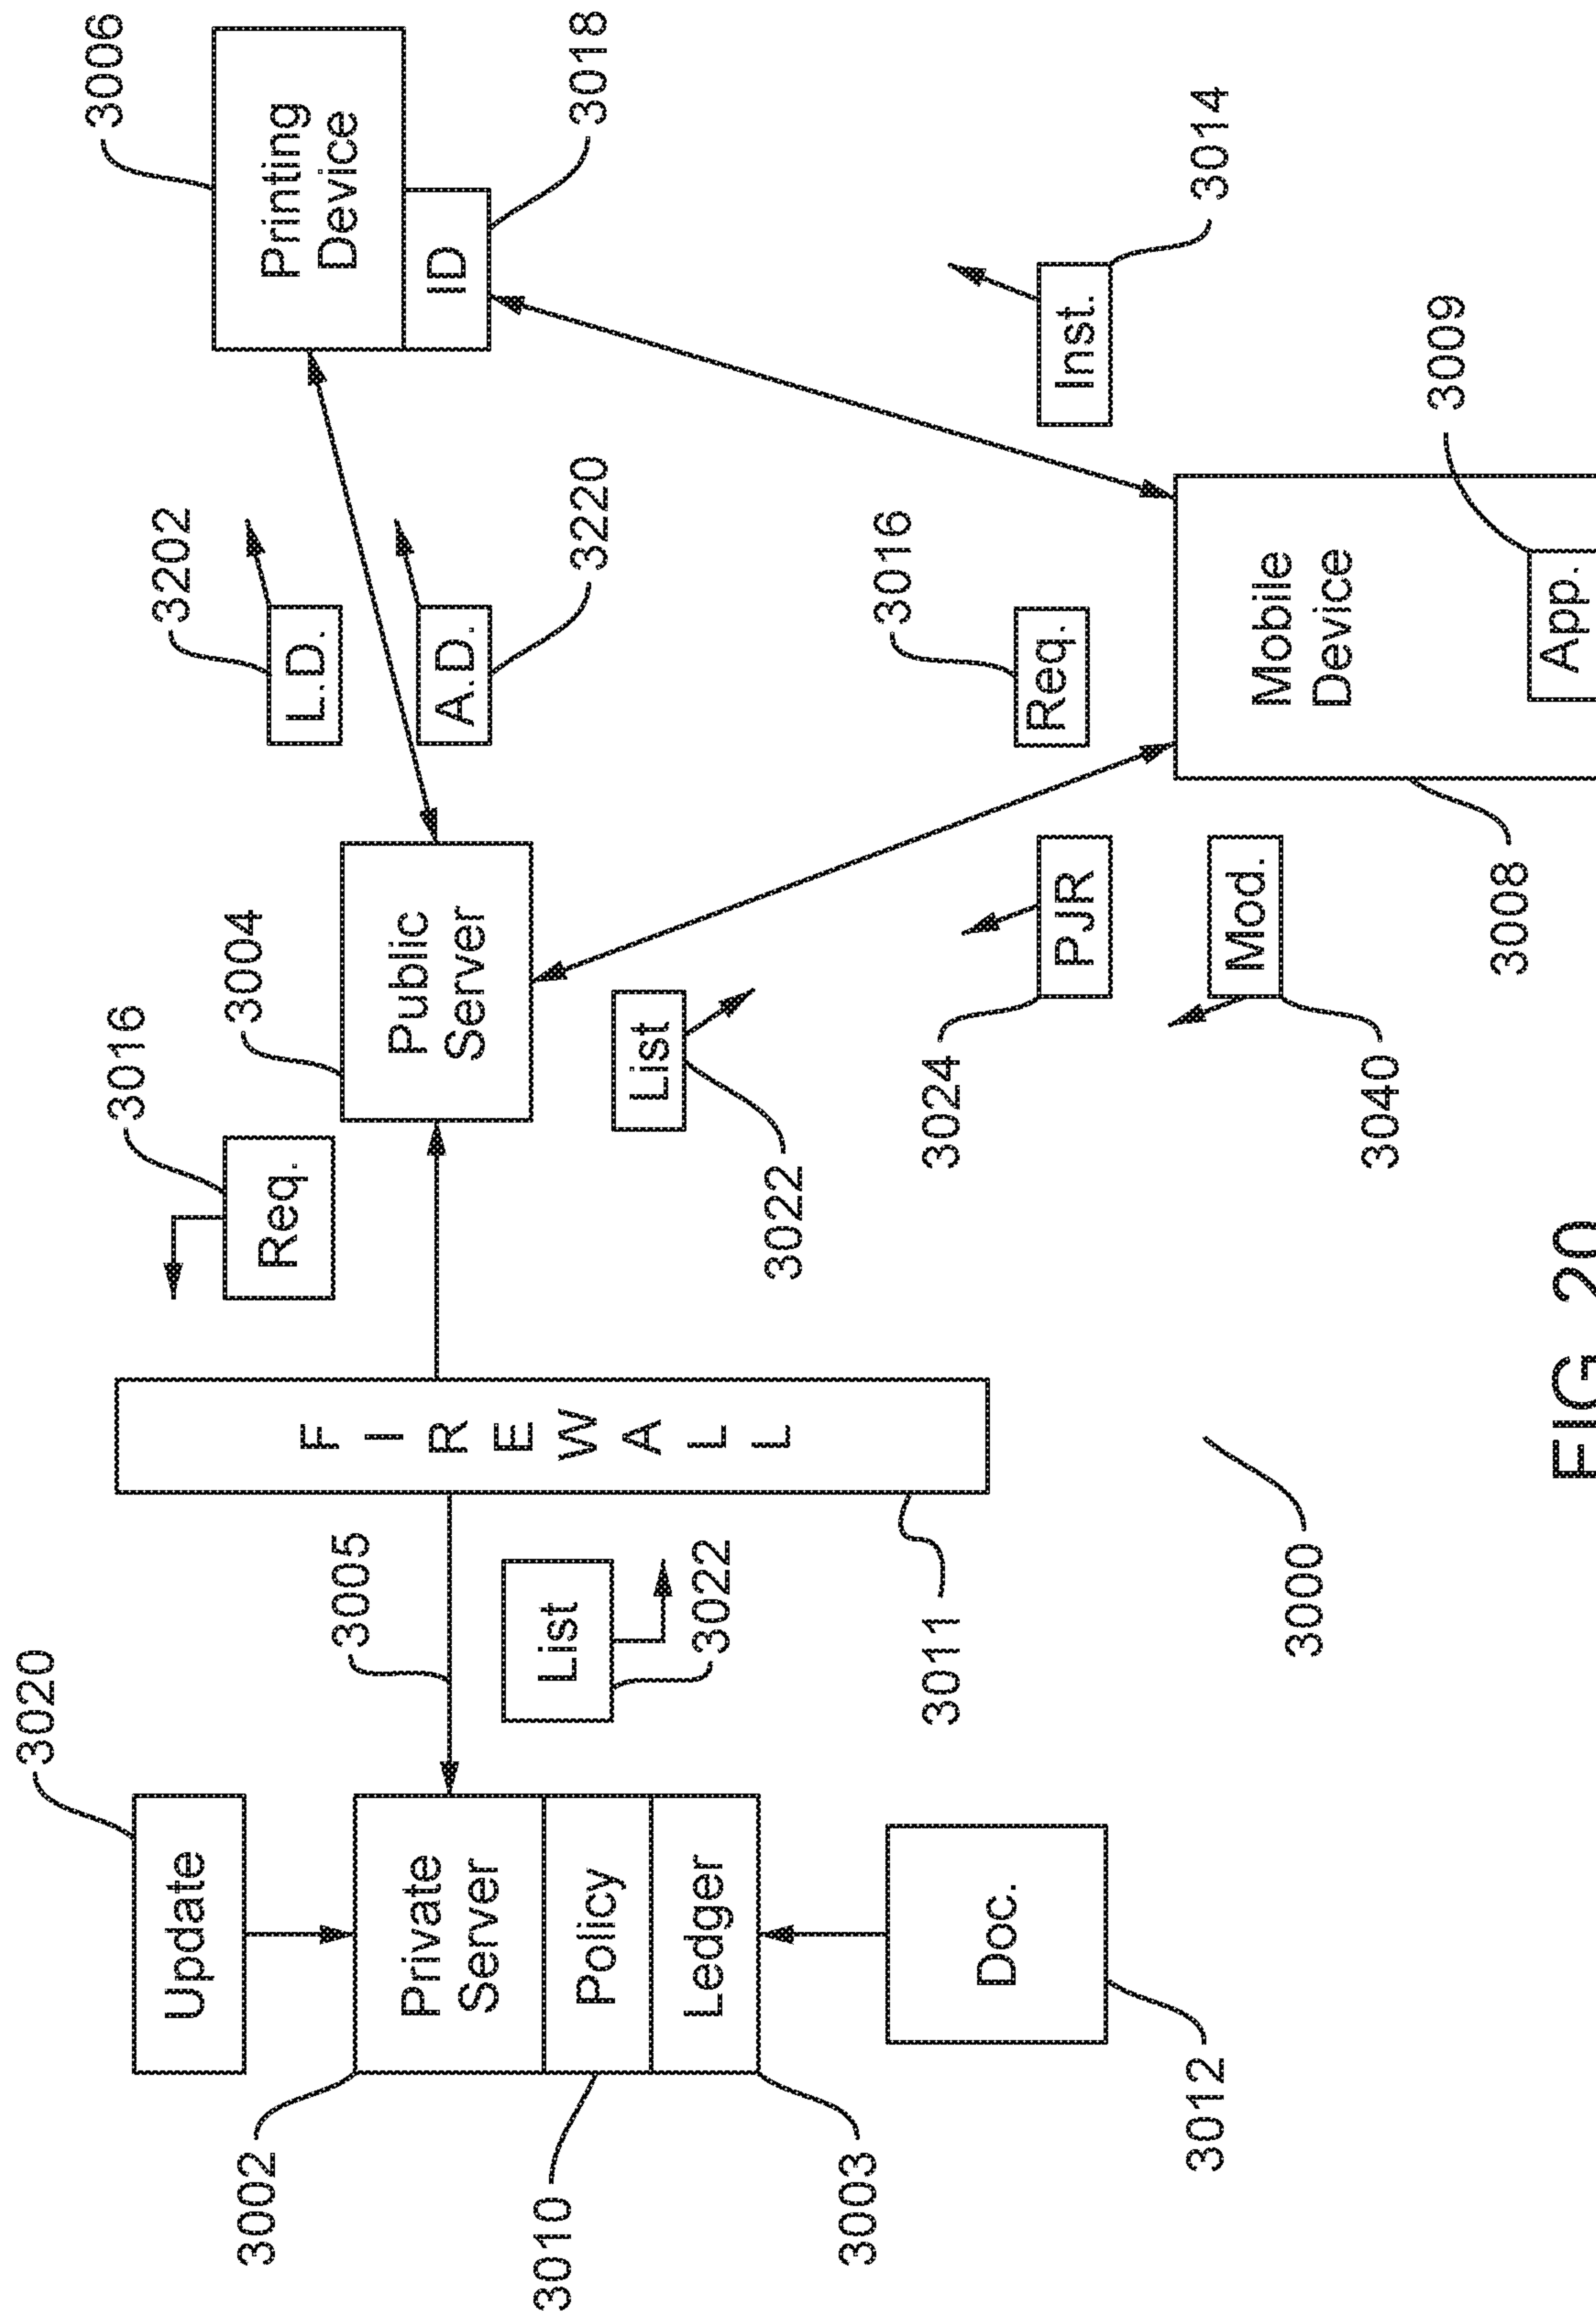 3020
3006
3016
Update
3202
3002
Req.
3004
L.D.
Printing
Device
3005
Private
Server
Public
Server
A.D.
ID
3010
Policy
List
F
I
R
E
W
A
L
L
3220
3018
3022
List
Ledger
3022
3003
3016
3011
3024
Doc.
PJR
Req.
Inst.
3014
3012
Mod.
Mobile
Device
3000
3040
3009
3008
App.
FIG 20